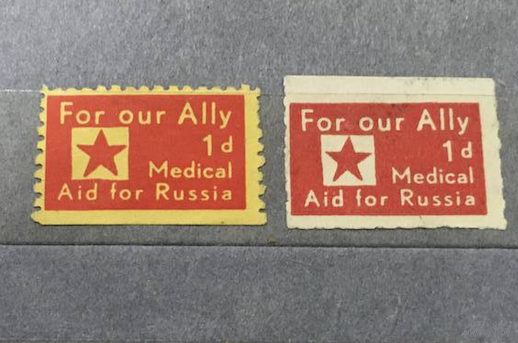 For our Ally
1d
Medical
Aid for Russia
For our Ally
1d
Medical
Aid for Russia